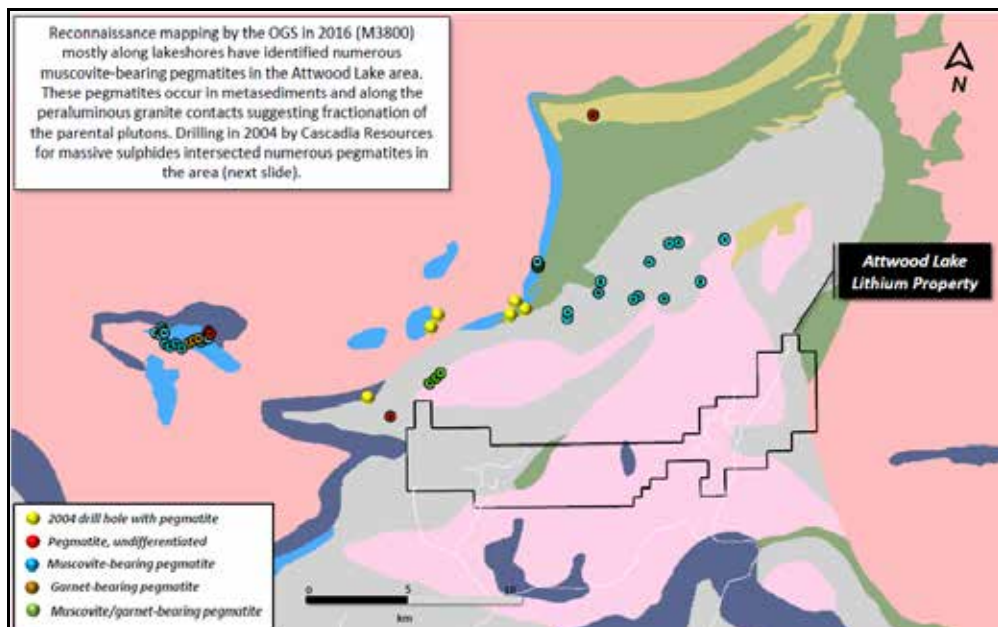 Reconnaissance mapping by the OGS in 2016 (M3800)
mostly along lakeshores have identified numerous
muscovite-bearing pegmatites in the Attwood Lake area.
These pegmatites occur in metasediments and along the
peraluminous granite contacts suggesting fractionation of
the parental plutons. Drilling in 2004 by Cascadia Resources
for massive sulphides intersected numerous pegmatites in
the area (next slide).
N
Attwood Lake
Lithium Property
2004 drill hole with pegmatite
Pegmatite, undifferentiated
Muscovite-bearing pegmatite
Garnet-bearing pegmatite
Muscovite/garnet-bearing pegmatite
0 5 10
km